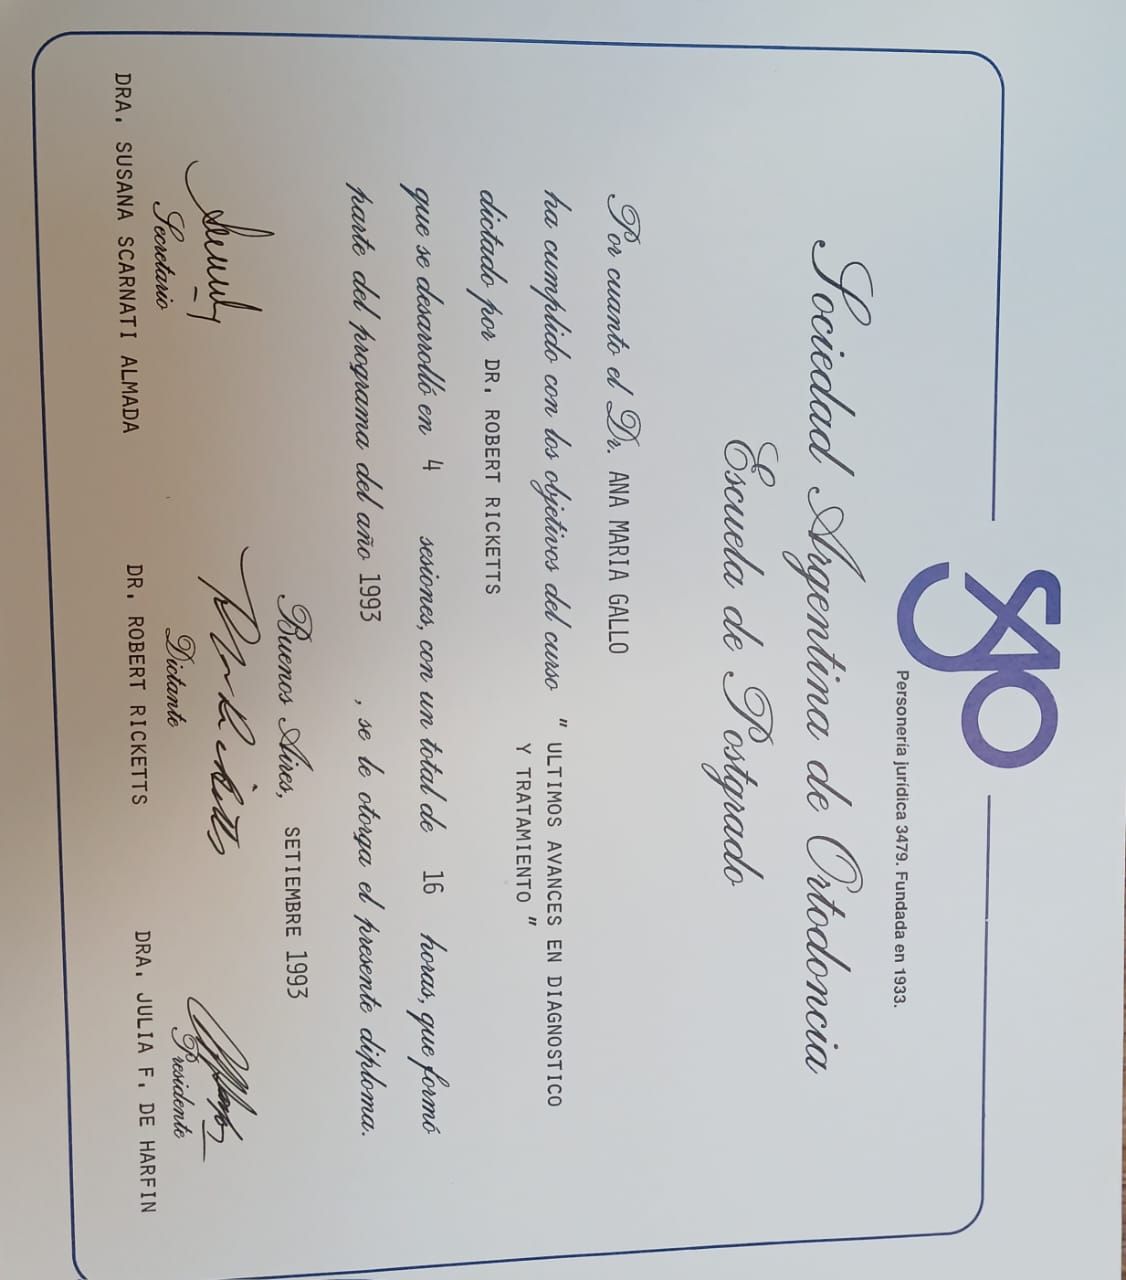 SAO
Personería jurídica 3479. Fundada en 1933.
Sociedad Argentina de Ortodoncia
Escuela de Postgrado
Por cuanto el Dr. ANA MARIA GALLO
ha cumplido con los objetivos del curso " ULTIMOS AVANCES EN DIAGNOSTICO
Y TRATAMIENTO "
dictado por DR. ROBERT RICKETTS
que se desarrolló en 4 sesiones, con un total de 16 horas, que formó
parte del programa del año 1993 , se le otorga el presente diploma.
Buenos Aires, SETIEMBRE 1993
Secretario Dictante Presidente
DRA. SUSANA SCARNATI ALMADA DR. ROBERT RICKETTS DRA. JULIA F. DE HARFIN